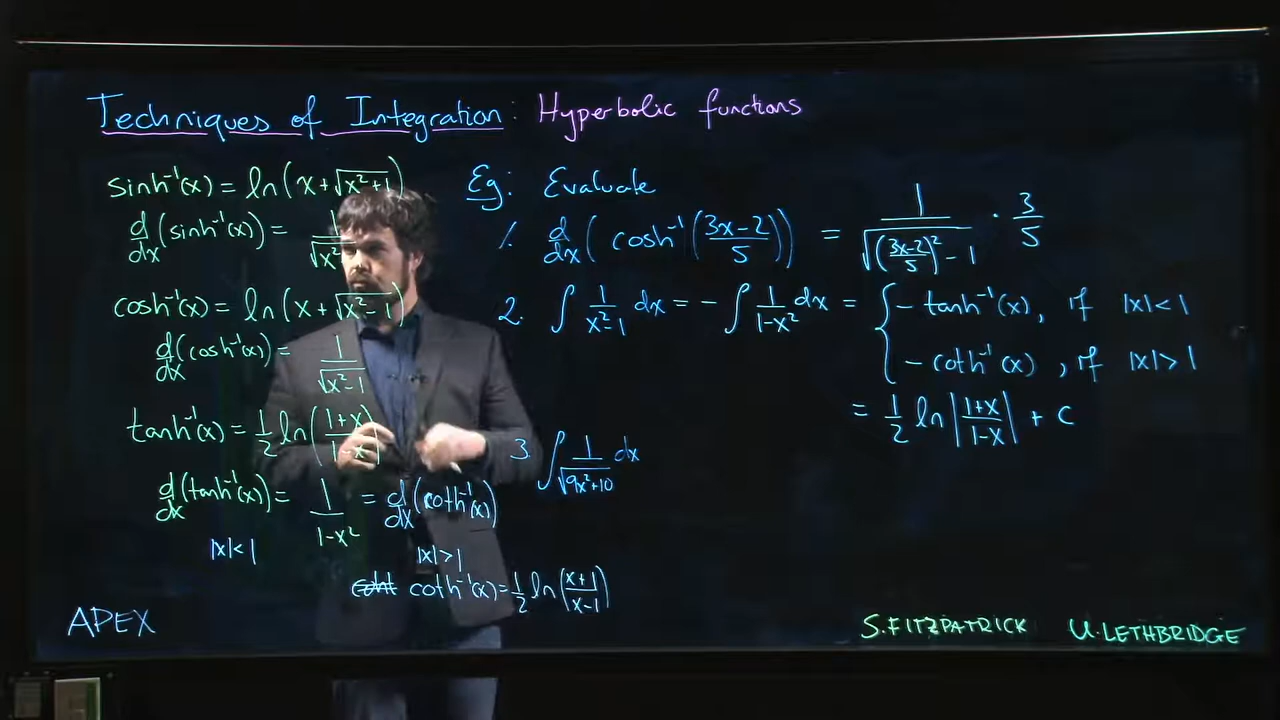 Techniques of Integration: Hyperbolic functions
sinh⁻¹(x) = ln(x+√(x²+1))
d/dx(sinh⁻¹(x)) = 1/√x²
cosh⁻¹(x) = ln(x+√(x²-1))
d/dx(cosh⁻¹(x)) = 1/√(x²-1)
tanh⁻¹(x) = 1/2 ln((1+x)/(1-x))
d/dx(tanh⁻¹(x)) = 1/(1-x²) = d/dx(coth⁻¹(x))
|x|<1 |x|>1
coth⁻¹(x) = 1/2 ln((x+1)/(x-1))
Eg: Evaluate
1. d/dx(cosh⁻¹((3x-2)/5)) = 1/√(((3x-2)/5)² - 1) · 3/5
2. ∫ 1/(x²-1) dx = - ∫ 1/(1-x²) dx = { - tanh⁻¹(x), if |x|<1
- coth⁻¹(x), if |x|>1
= 1/2 ln|(1+x)/(1-x)| + C
3. ∫ 1/√(9x²+10) dx
APEX
S. FITZPATRICK U. LETHBRIDGE